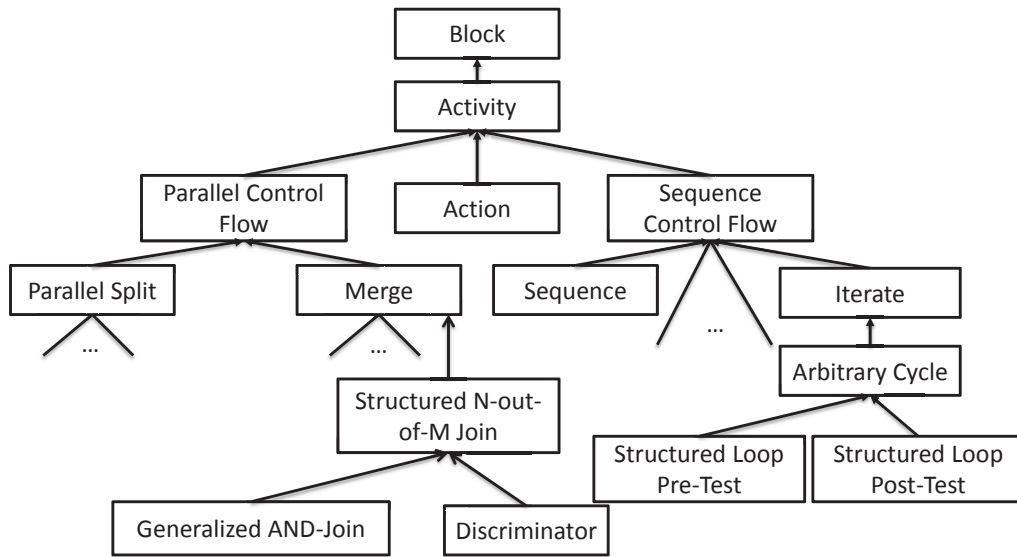 Block
Activity
Parallel Control
Flow
Action
Sequence
Control Flow
Parallel Split
Merge
Sequence
Iterate
...
...
...
Arbitrary Cycle
Structured N-out-
of-M Join
Structured Loop
Pre-Test
Structured Loop
Post-Test
Generalized AND-Join
Discriminator